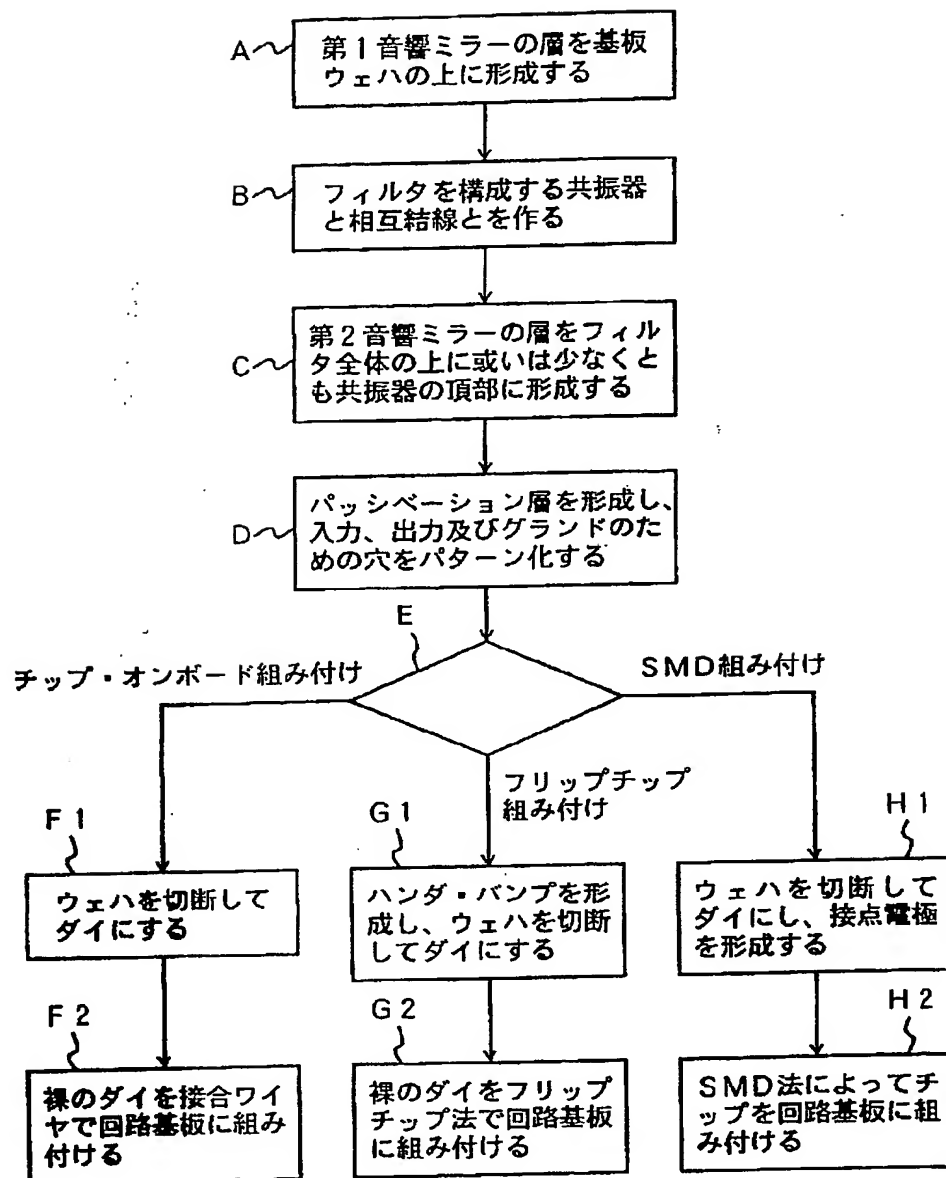 A
第1音響ミラーの層を基板
ウェハの上に形成する
B
フィルタを構成する共振器
と相互結線とを作る
C
第2音響ミラーの層をフィル
タ全体の上に或いは少なくと
も共振器の頂部に形成する
D
パッシベーション層を形成し、
入力、出力及びグランドのた
めの穴をパターン化する
E
チップ・オンボード組み付け
SMD組み付け
フリップチップ
組み付け
F1
ウェハを切断して
ダイにする
G1
ハンダ・バンプを形
成し、ウェハを切断
してダイにする
H1
ウェハを切断して
ダイにし、接点電極
を形成する
F2
裸のダイを接合ワイ
ヤで回路基板に組み
付ける
G2
裸のダイをフリップ
チップ法で回路基板
に組み付ける
H2
SMD法によってチ
ップを回路基板に組
み付ける